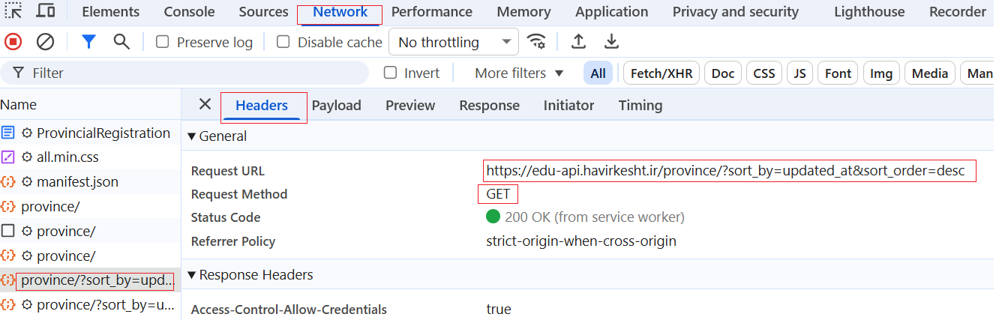 Elements Console Sources Network Performance Memory Application Privacy and security Lighthouse Recorder
Preserve log Disable cache No throttling
Filter Invert More filters All Fetch/XHR Doc CSS JS Font Img Media Man
Name
Headers Payload Preview Response Initiator Timing
ProvincialRegistration
all.min.css
manifest.json
province/
province/
province/
province/?sort_by=upd...
province/?sort_by=u...
General
Request URL https://edu-api.havirkesht.ir/province/?sort_by=updated_at&sort_order=desc
Request Method GET
Status Code 200 OK (from service worker)
Referrer Policy strict-origin-when-cross-origin
Response Headers
Access-Control-Allow-Credentials true